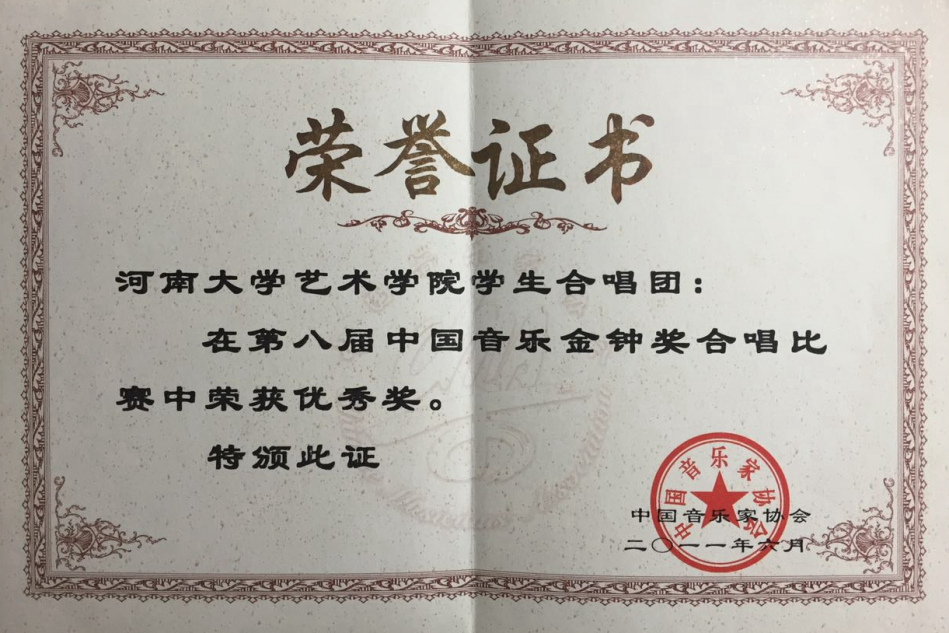 荣誉证书
河南大学艺术学院学生合唱团：
在第八届中国音乐金钟奖合唱比
赛中荣获优秀奖。
特颁此证
中国音乐家协会
中国音乐家协会
二〇一一年六月